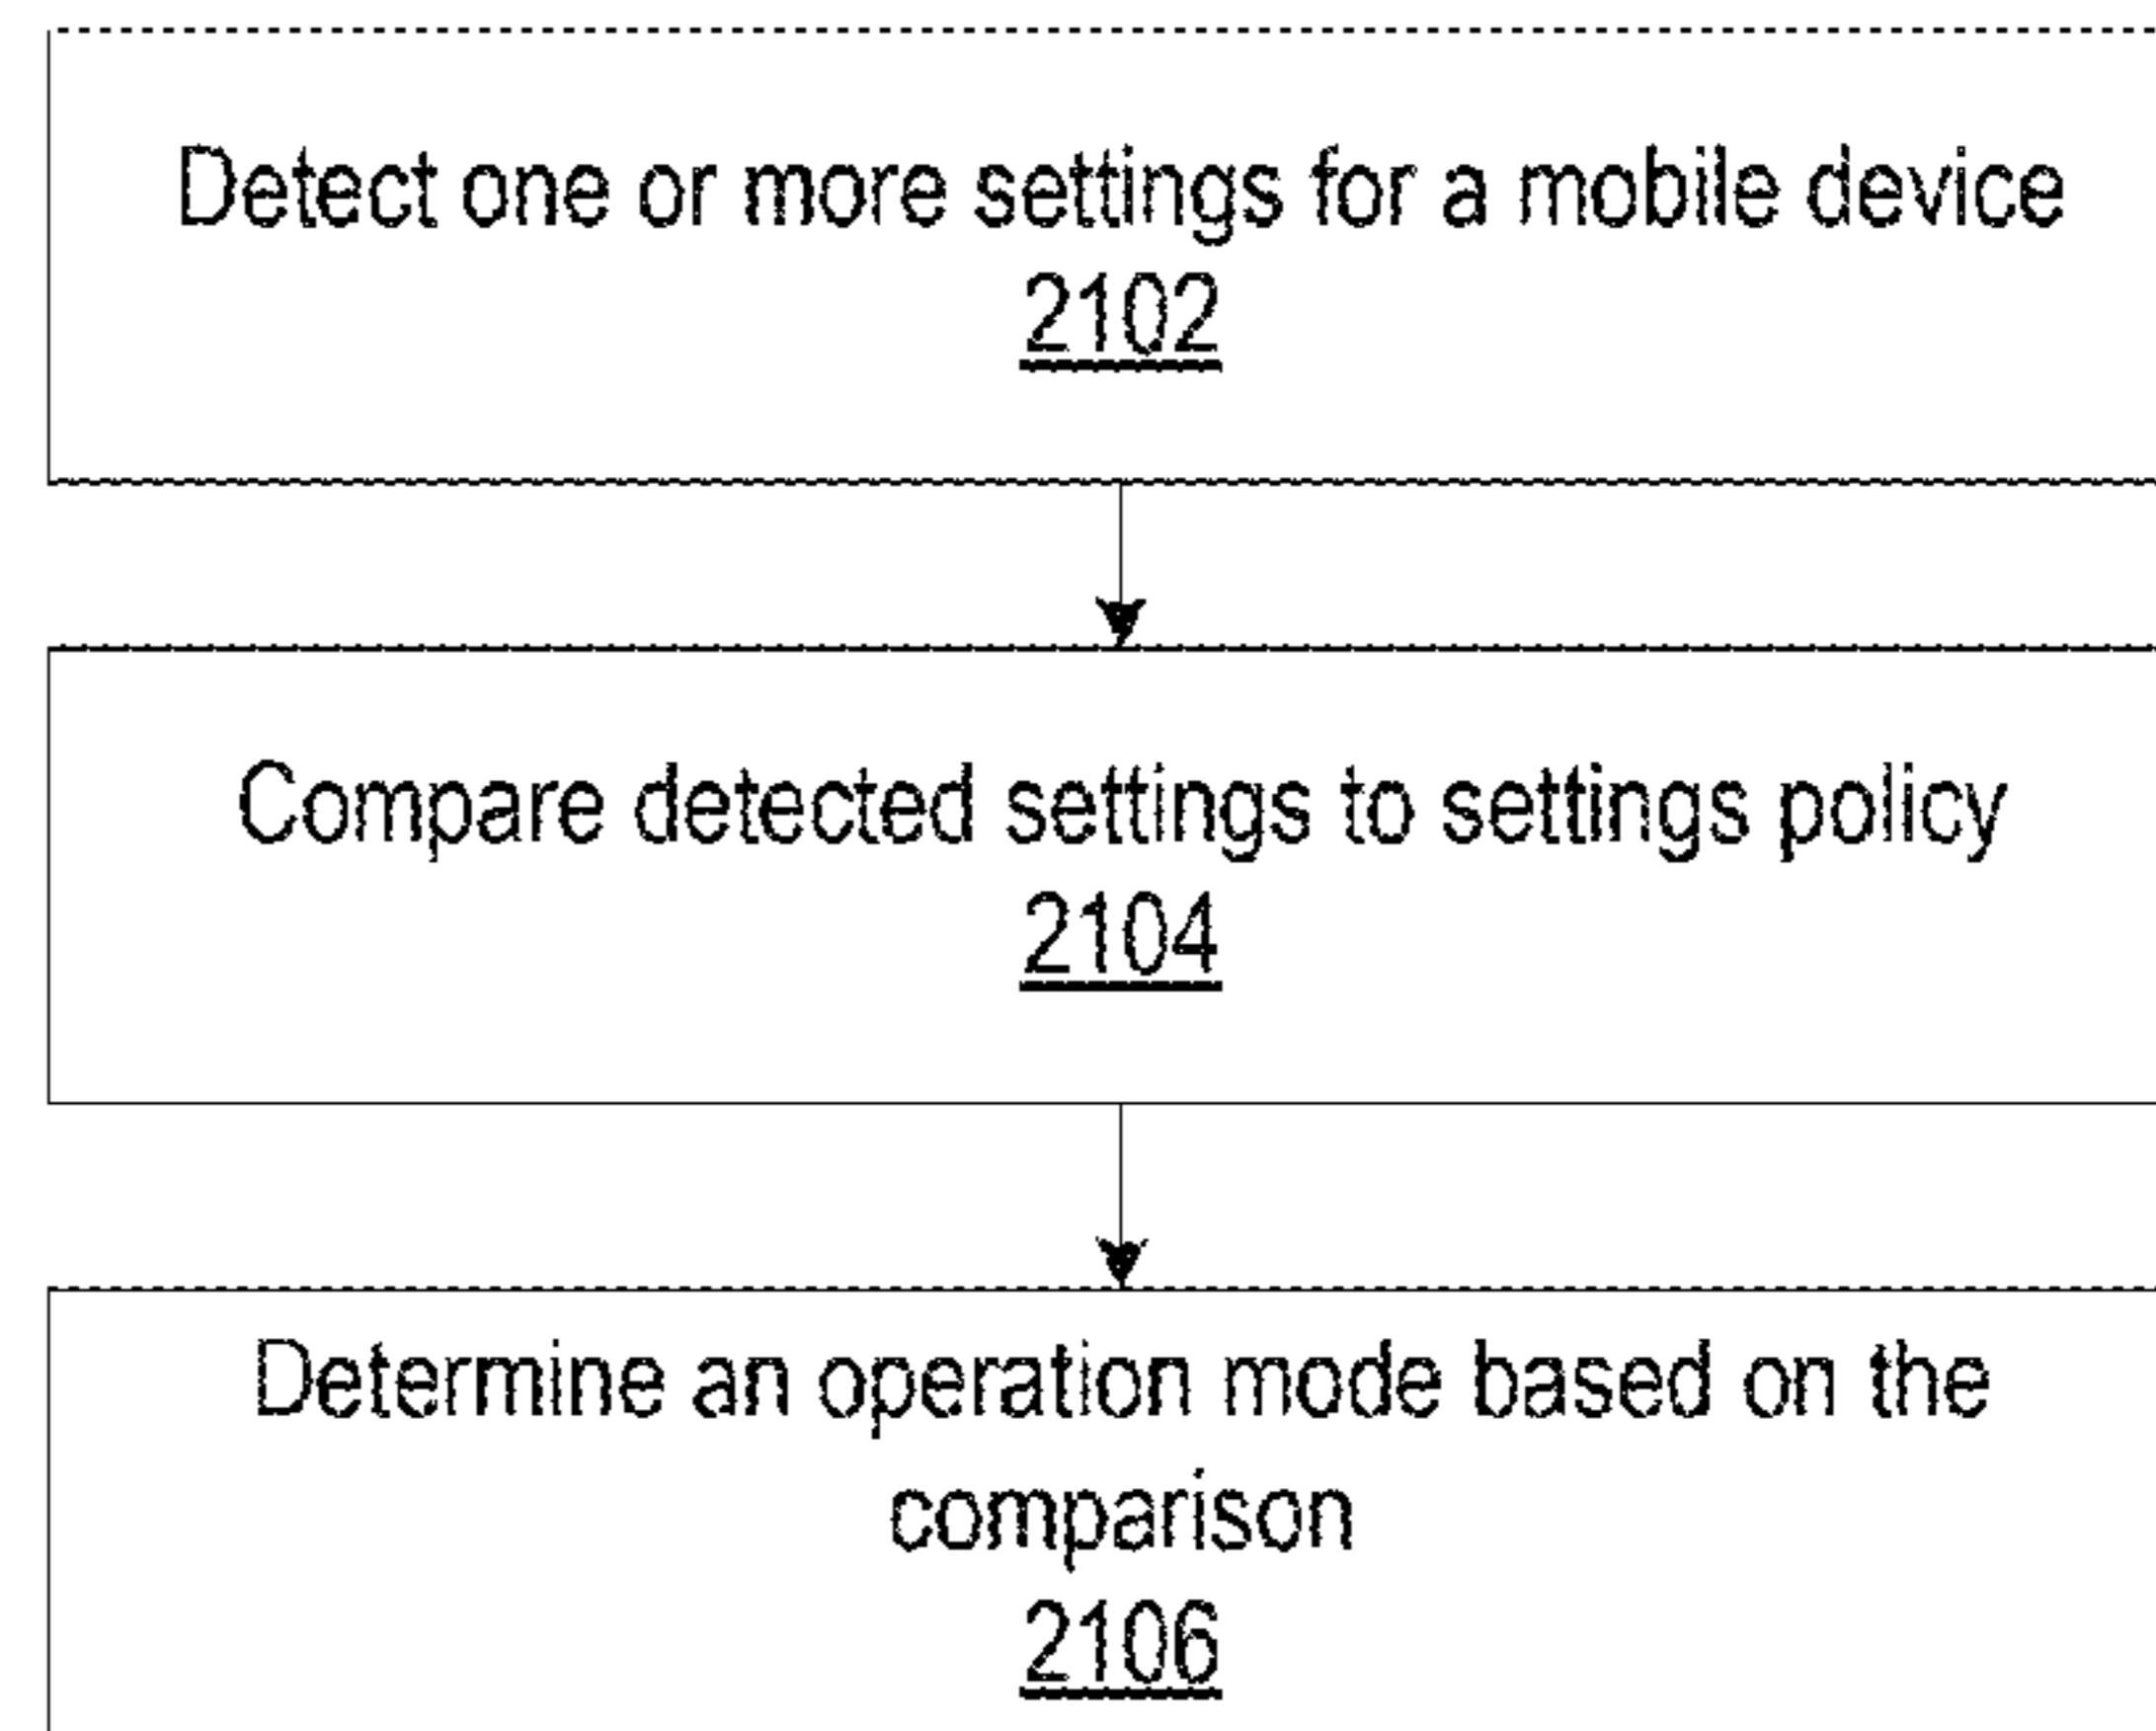 Detect one or more settings for a mobile device
2102
Compare detected settings to settings policy
2104
Determine an operation mode based on the
comparison
2106